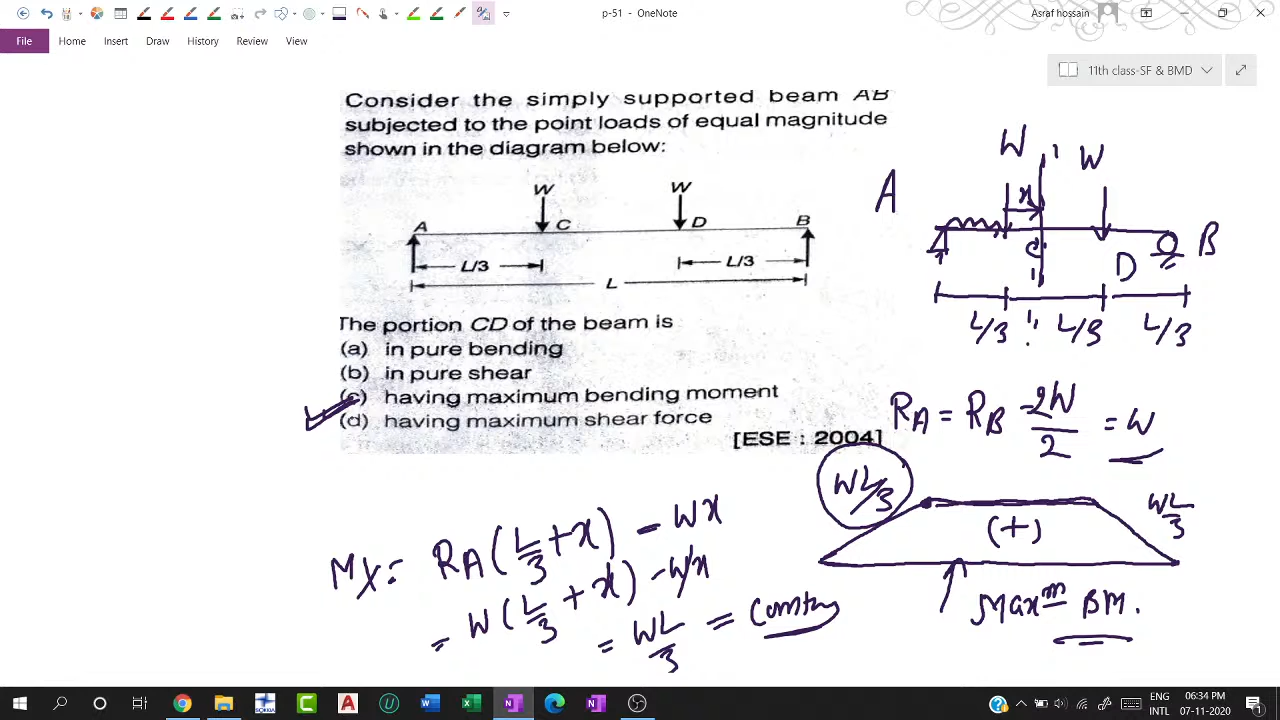 p-51 - OneNote
Asraf hossain
File Home Insert Draw History Review View
11th class-SF & BMD
Consider the simply supported beam AB
subjected to the point loads of equal magnitude
shown in the diagram below:
W W
A C D B
L/3 L/3
L
The portion CD of the beam is
(a) in pure bending
(b) in pure shear
(c) having maximum bending moment
(d) having maximum shear force
[ESE : 2004]
W W
A x B
C D
L/3 L/3 L/3
RA = RB = 2W/2 = W
WL/3 WL/3
(+)
Maxm BM.
MX = RA(L/3 + x) - Wx
= W(L/3 + x) - Wx
= WL/3 =
ENG 06:34 PM
INTL 07-11-2020